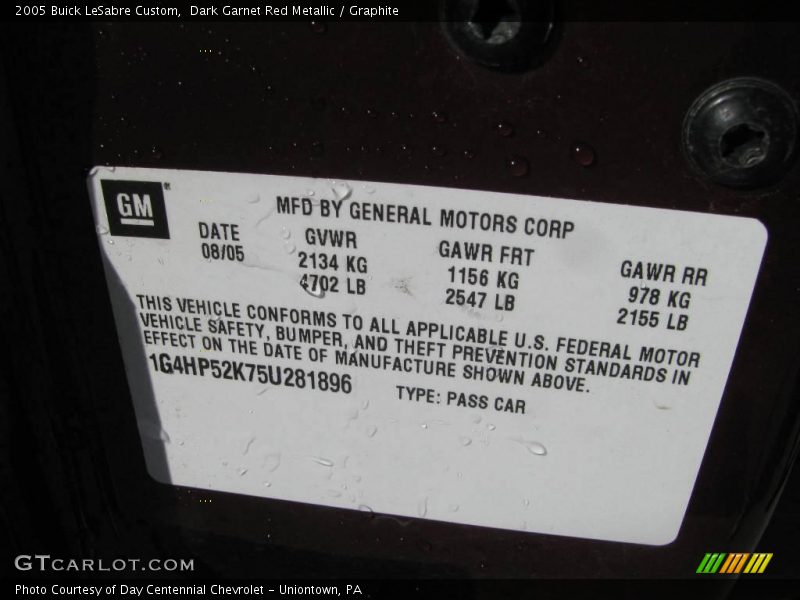 2005 Buick LeSabre Custom,  Dark Garnet Red Metallic / Graphite
GM
MFD BY GENERAL MOTORS CORP
DATE GVWR GAWR FRT GAWR RR
08/05 2134 KG 1156 KG 978 KG
4702 LB 2547 LB 2155 LB
THIS VEHICLE CONFORMS TO ALL APPLICABLE U.S. FEDERAL MOTOR
VEHICLE SAFETY, BUMPER, AND THEFT PREVENTION STANDARDS IN
EFFECT ON THE DATE OF MANUFACTURE SHOWN ABOVE.
1G4HP52K75U281896 TYPE: PASS CAR
GTCARLOT.COM
Photo Courtesy of Day Centennial Chevrolet - Uniontown, PA